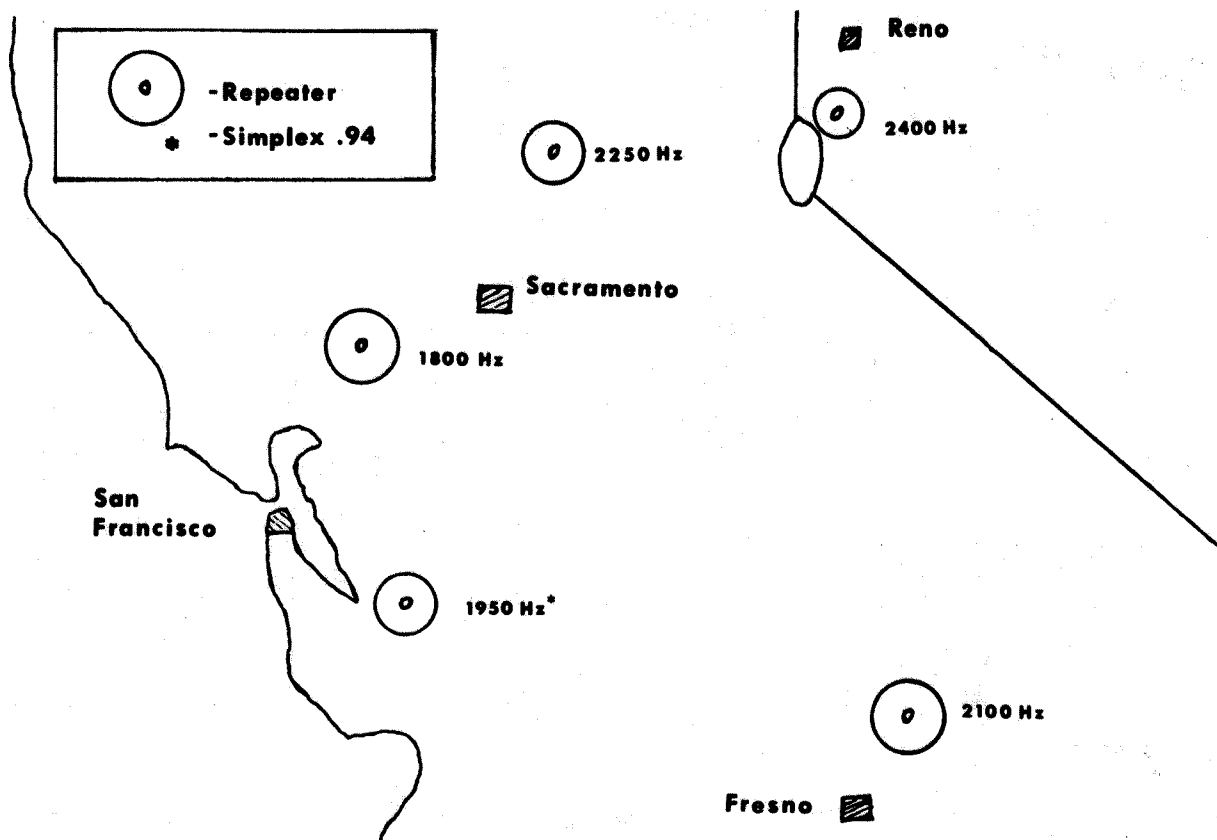 Reno
-Repeater
2400 Hz
* -Simplex .94
2250 Hz
Sacramento
1800 Hz
San
Francisco
1950 Hz*
2100 Hz
Fresno